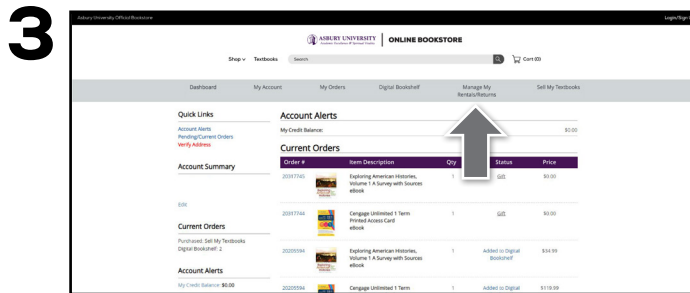 3
Asbury University Official Bookstore
Login/Sign
ASBURY UNIVERSITY
Academic Excellence & Spiritual Vitality
ONLINE BOOKSTORE
Shop
Textbooks
Search
Cart (0)
Dashboard
My Account
My Orders
Digital Bookshelf
Manage My
Rentals/Returns
Sell My Textbooks
Quick Links
Account Alerts
Pending/Current Orders
Verify Address
Account Summary
Edit
Current Orders
Purchased: Sell My Textbooks
Digital Bookshelf: 2
Account Alerts
My Credit Balance: $0.00
Account Alerts
My Credit Balance:
$0.00
Current Orders
Order #
Item Description
Qty
Status
Price
20317745
Exploring American Histories,
Volume 1 A Survey with Sources
eBook
1
Gift
$0.00
20317744
Cengage Unlimited 1 Term
Printed Access Card
eBook
1
Gift
$0.00
20205594
Exploring American Histories,
Volume 1 A Survey with Sources
eBook
1
Added to Digital
Bookshelf
$34.99
20205594
Cengage Unlimited 1 Term
1
Added to Digital
$119.99